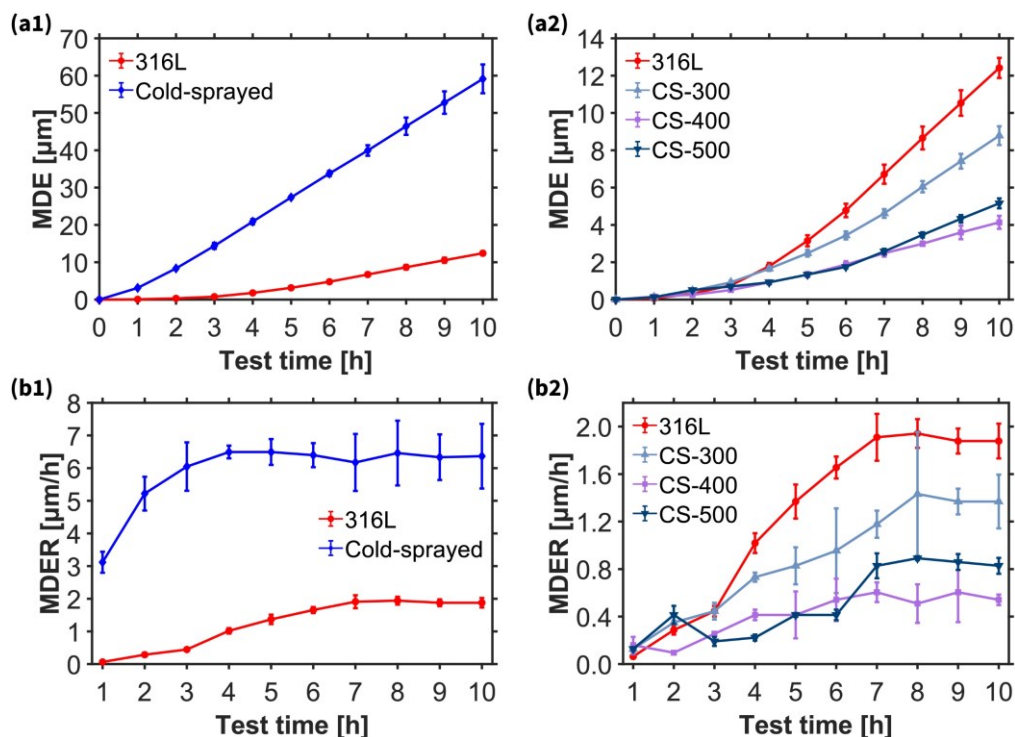 (a1)
MDE [µm]
70
60
50
40
30
20
10
0
316L
Cold-sprayed
0 1 2 3 4 5 6 7 8 9 10
Test time [h]
(a2)
MDE [µm]
14
12
10
8
6
4
2
0
316L
CS-300
CS-400
CS-500
0 1 2 3 4 5 6 7 8 9 10
Test time [h]
(b1)
MDER [µm/h]
8
7
6
5
4
3
2
1
0
316L
Cold-sprayed
1 2 3 4 5 6 7 8 9 10
Test time [h]
(b2)
MDER [µm/h]
2.0
1.6
1.2
0.8
0.4
0.0
316L
CS-300
CS-400
CS-500
1 2 3 4 5 6 7 8 9 10
Test time [h]